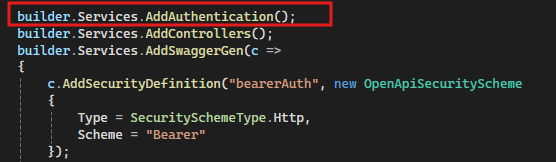 builder.Services.AddAuthentication();
builder.Services.AddControllers();
builder.Services.AddSwaggerGen(c =>
{
    c.AddSecurityDefinition("bearerAuth", new OpenApiSecurityScheme
    {
        Type = SecuritySchemeType.Http,
        Scheme = "Bearer"
    });